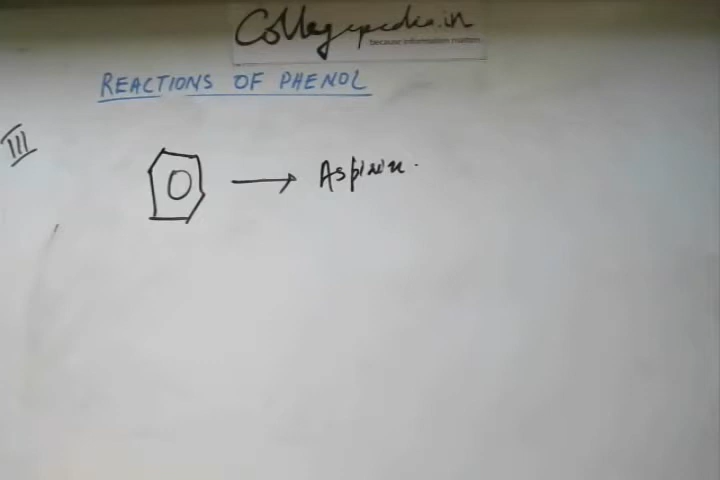 Collegepedia.in
because information matters
REACTIONS OF PHENOL
III
Aspirin.